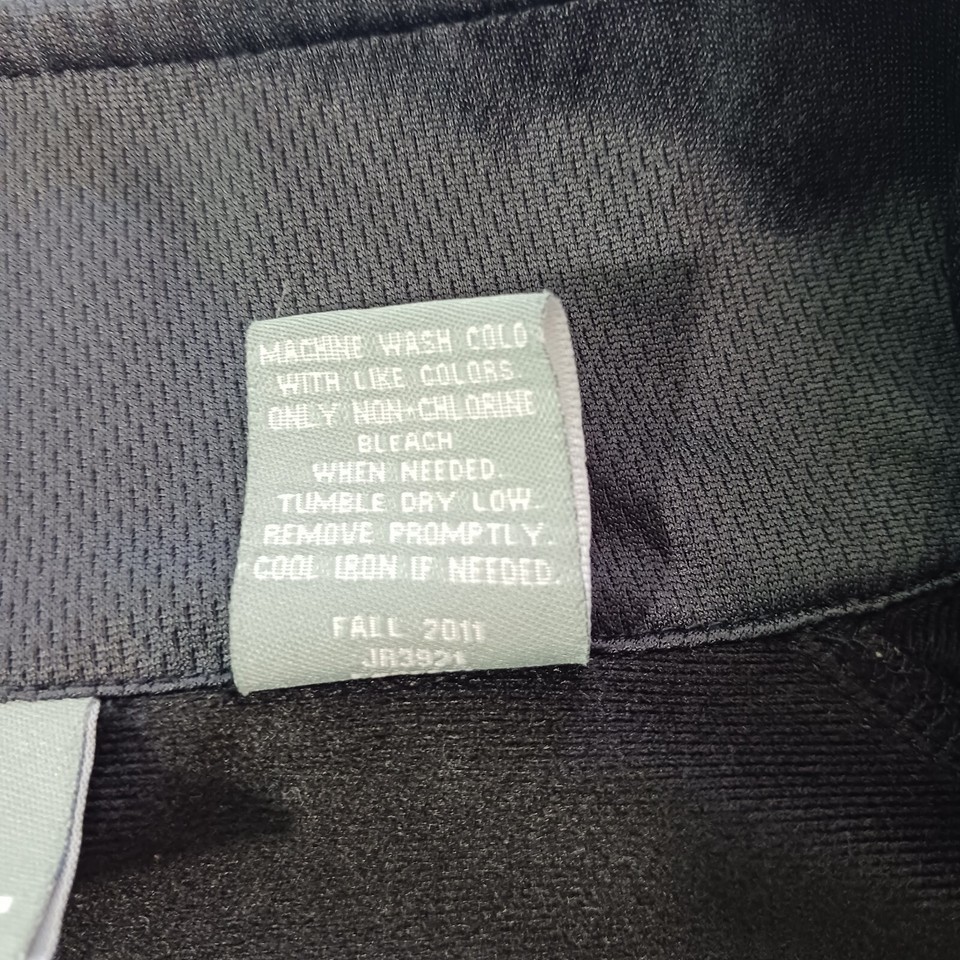 MACHINE WASH COLD
WITH LIKE COLORS.
ONLY NON-CHLORINE
BLEACH
WHEN NEEDED.
TUMBLE DRY LOW.
REMOVE PROMPTLY.
COOL IRON IF NEEDED.
FALL 2011
JR3921